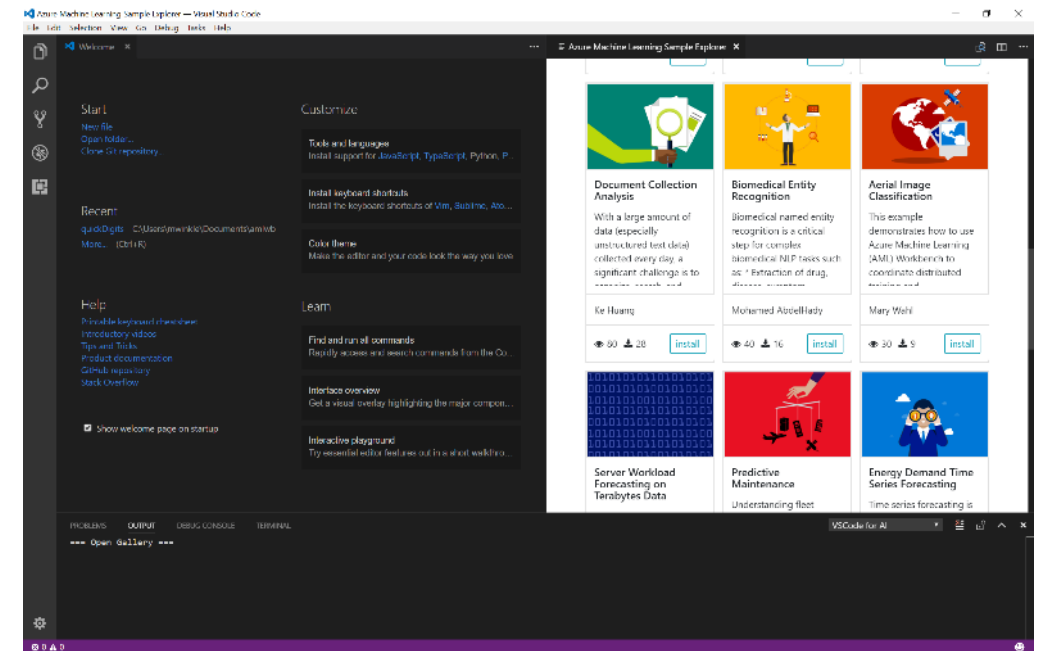 Azure Machine Learning Sample Explorer — Visual Studio Code
File Edit Selection View Go Debug Tasks Help
Welcome
Azure Machine Learning Sample Explorer
Start
New file
Open folder...
Clone Git repository...
Recent
quickDigits C:\Users\mwinkle\Documents\amlwb
More... (Ctrl+R)
Help
Printable keyboard cheatsheet
Introductory videos
Tips and Tricks
Product documentation
GitHub repository
Stack Overflow
Show welcome page on startup
Customize
Tools and languages
Install support for JavaScript, TypeScript, Python, P...
Install keyboard shortcuts
Install the keyboard shortcuts of Vim, Sublime, Ato...
Color theme
Make the editor and your code look the way you love
Learn
Find and run all commands
Rapidly access and search commands from the Co...
Interface overview
Get a visual overlay highlighting the major compon...
Interactive playground
Try essential editor features out in a short walkthro...
Document Collection
Analysis
With a large amount of
data (especially
unstructured text data)
collected every day, a
significant challenge is to
organize, search, and
Ke Huang
80 28 install
Biomedical Entity
Recognition
Biomedical named entity
recognition is a critical
step for complex
biomedical NLP tasks such
as: * Extraction of drug,
disease, symptom
Mohamed AbdelHady
40 16 install
Aerial Image
Classification
This example
demonstrates how to use
Azure Machine Learning
(AML) Workbench to
coordinate distributed
training and
Mary Wahl
30 9 install
Server Workload
Forecasting on
Terabytes Data
Predictive
Maintenance
Understanding fleet
Energy Demand Time
Series Forecasting
Time series forecasting is
PROBLEMS OUTPUT DEBUG CONSOLE TERMINAL
VSCode for AI
=== Open Gallery ===
0 0